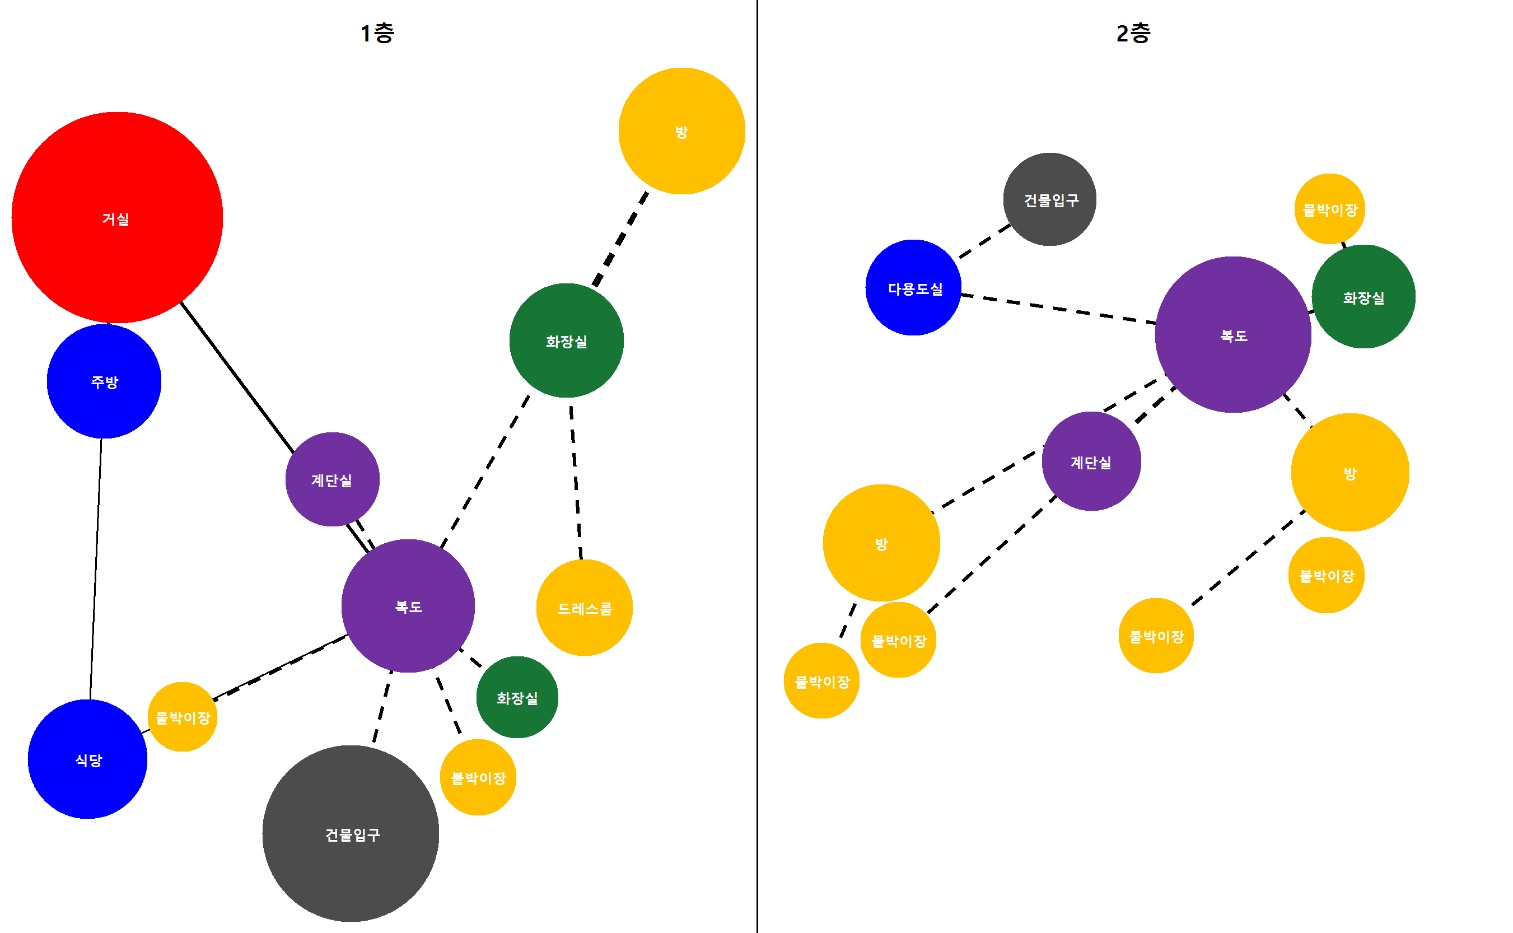 1층
방
거실
화장실
주방
계단실
복도
드레스룸
화장실
붙박이장
식당
붙박이장
건물입구
2층
건물입구
붙박이장
다용도실
화장실
복도
계단실
방
방
붙박이장
붙박이장
붙박이장
붙박이장